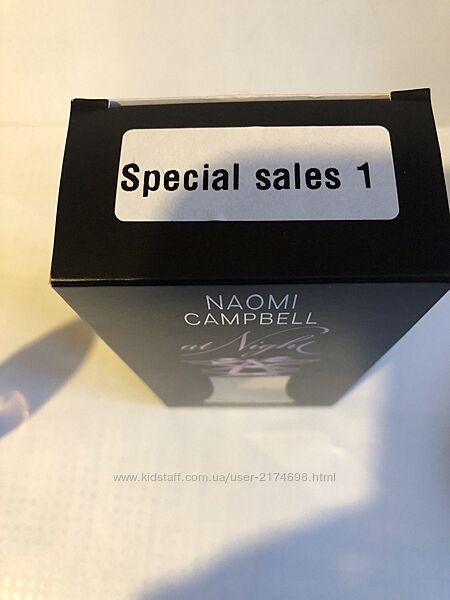 Special sales 1
NAOMI
CAMPBELL
at Night
www.kidstaff.com.ua/user-2174698.html